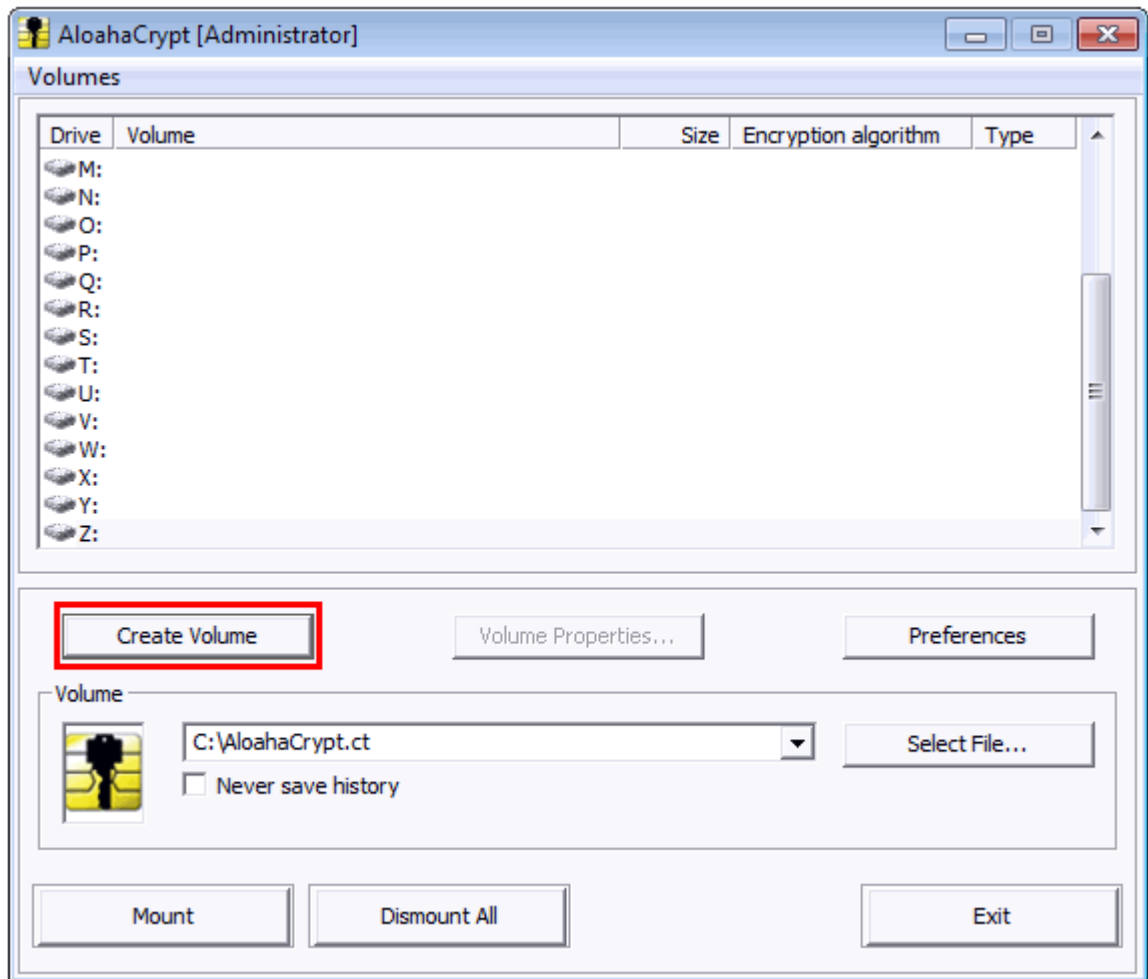 AloahaCrypt [Administrator]
Volumes
Drive Volume Size Encryption algorithm Type
M:
N:
O:
P:
Q:
R:
S:
T:
U:
V:
W:
X:
Y:
Z:
Create Volume Volume Properties... Preferences
Volume
C:\AloahaCrypt.ct Select File...
Never save history
Mount Dismount All Exit